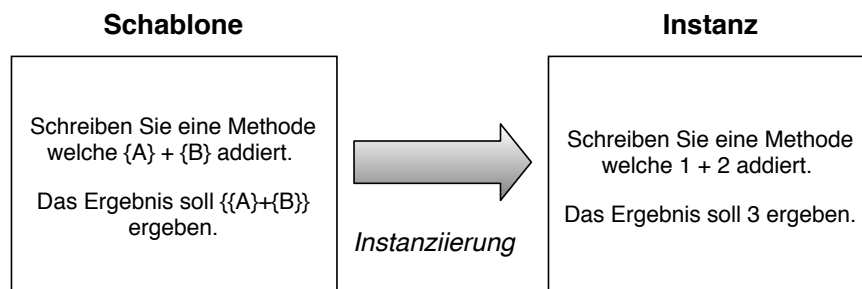 Schablone
Schreiben Sie eine Methode
welche {A} + {B} addiert.
Das Ergebnis soll {{A}+{B}}
ergeben.
Instanziierung
Instanz
Schreiben Sie eine Methode
welche 1 + 2 addiert.
Das Ergebnis soll 3 ergeben.